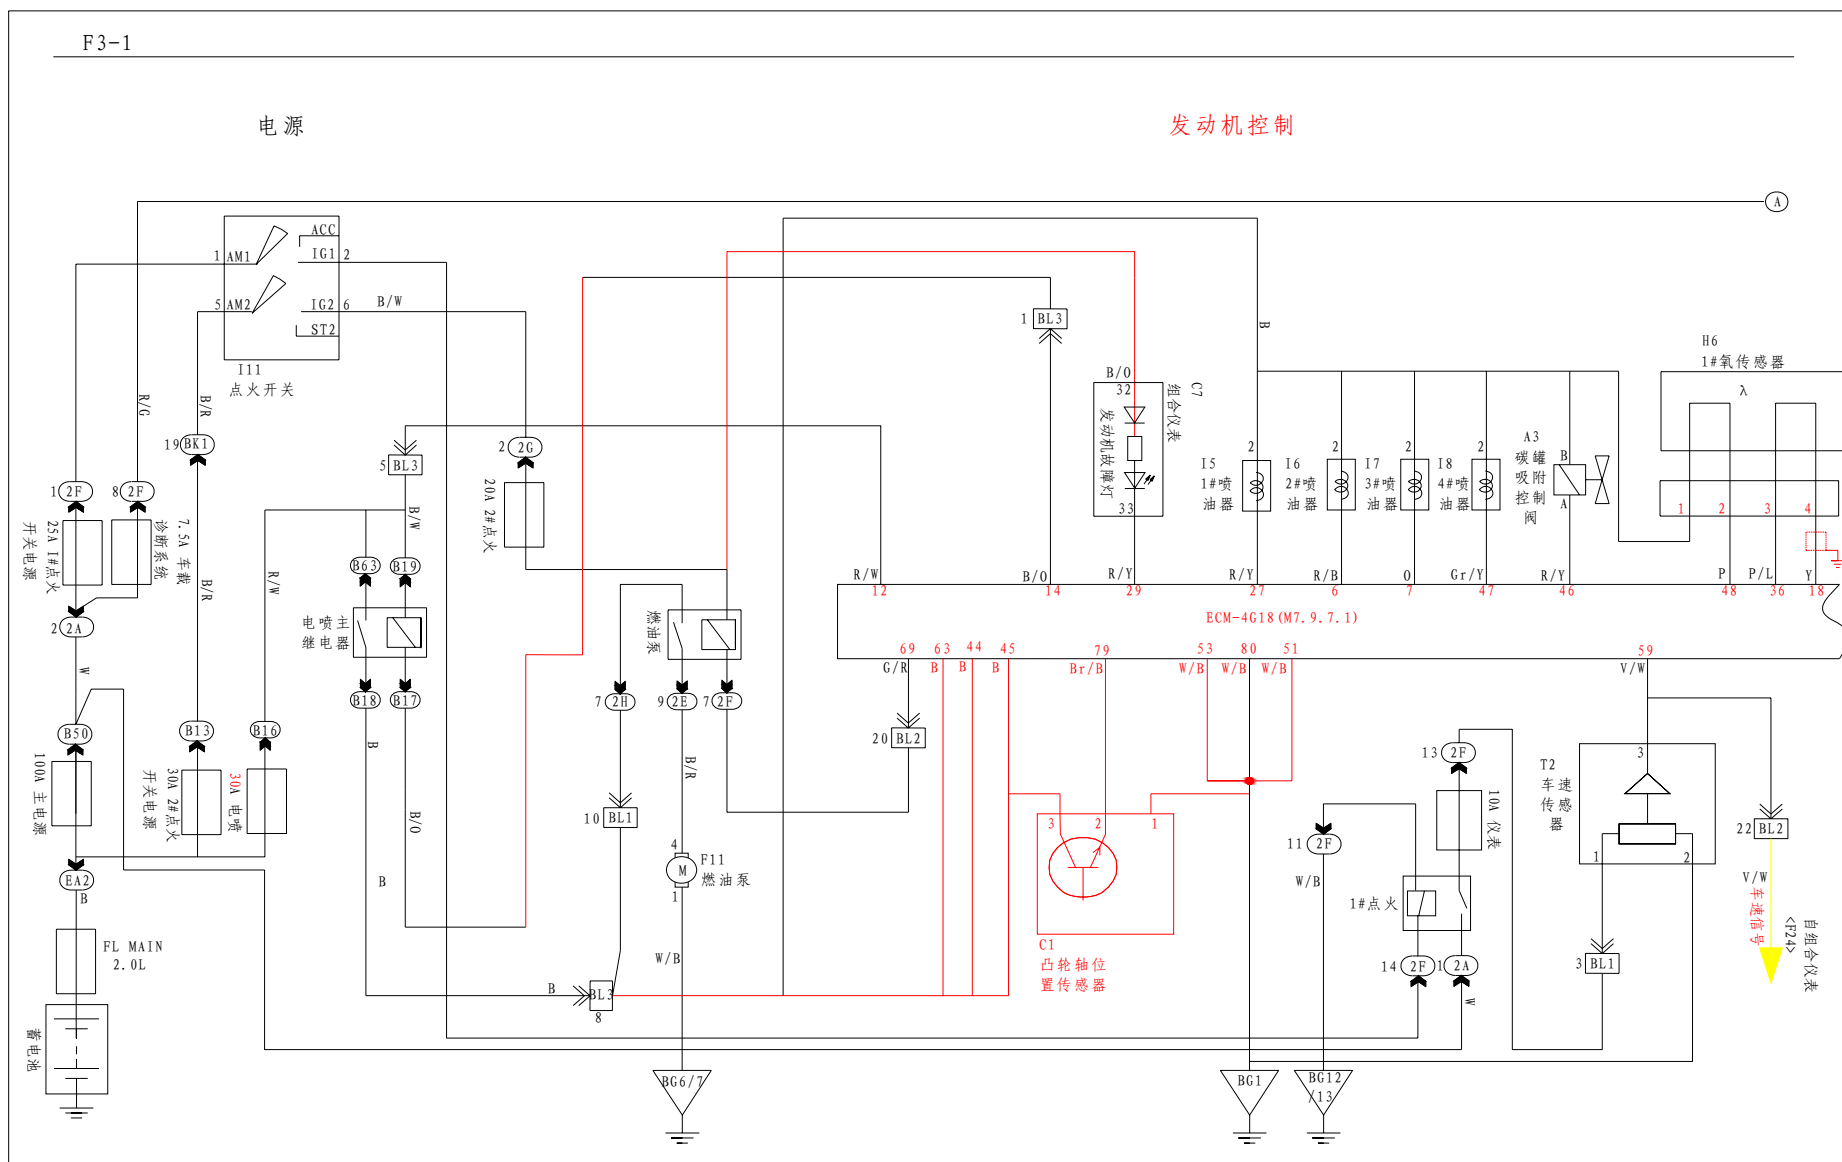 F3-1
电源
发动机控制
A
ACC
1
AM1
IG1
2
5
AM2
IG2
6
B/W
ST2
I11
点火开关
R/G
B/R
19
BK1
1
2F
8
2F
25A I#点火
开关电源
诊断系统
7.5A 车载
2
2A
W
B/R
R/W
B50
B13
B16
100A 主电源
30A 2#点火
开关电源
30A 电喷
EA2
B
FL MAIN
2.0L
蓄电池
5
BL3
B/W
2
2G
20A 2#点火
B63
B19
电喷主
继电器
B18
B17
B
B/O
B
燃油泵
7
2H
9
2E
7
2F
B/R
10
BL1
4
M
F11
燃油泵
1
W/B
B
BL3
8
BG6/7
1
BL3
B
B/O
32
C7
组合仪表
发动机故障灯
33
2
I5
1#喷
油器
2
I6
2#喷
油器
2
I7
3#喷
油器
2
I8
4#喷
油器
A3
碳罐
吸附
控制
阀
B
A
H6
1#氧传感器
λ
1
2
3
4
R/W
12
B/O
14
R/Y
29
R/Y
27
R/B
6
O
7
Gr/Y
47
R/Y
46
P
48
P/L
36
Y
18
ECM-4G18(M7.9.7.1)
69
63
44
45
79
53
80
51
59
G/R
B
B
B
Br/B
W/B
W/B
W/B
V/W
20
BL2
3
2
1
C1
凸轮轴位
置传感器
13
2F
10A 仪表
11
2F
W/B
1#点火
14
2F
1
2A
W
T2
车速
传感
器
3
1
2
22
BL2
V/W
车速信号
自组合仪表
<F24>
3
BL1
BG1
BG12
/13